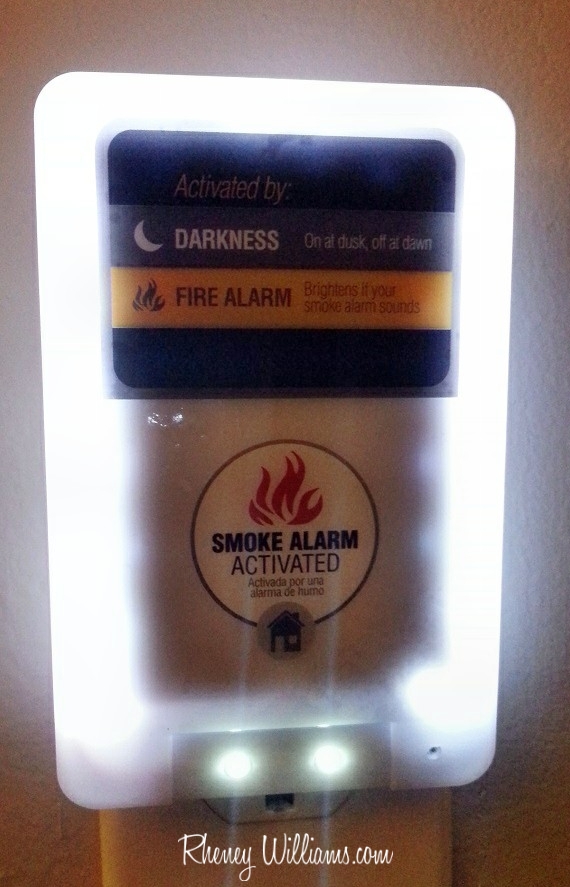 Activated by:
DARKNESS On at dusk, off at dawn
FIRE ALARM Brightens if your
smoke alarm sounds
SMOKE ALARM
ACTIVATED
Activada por una
alarma de humo
Rheney Williams.com